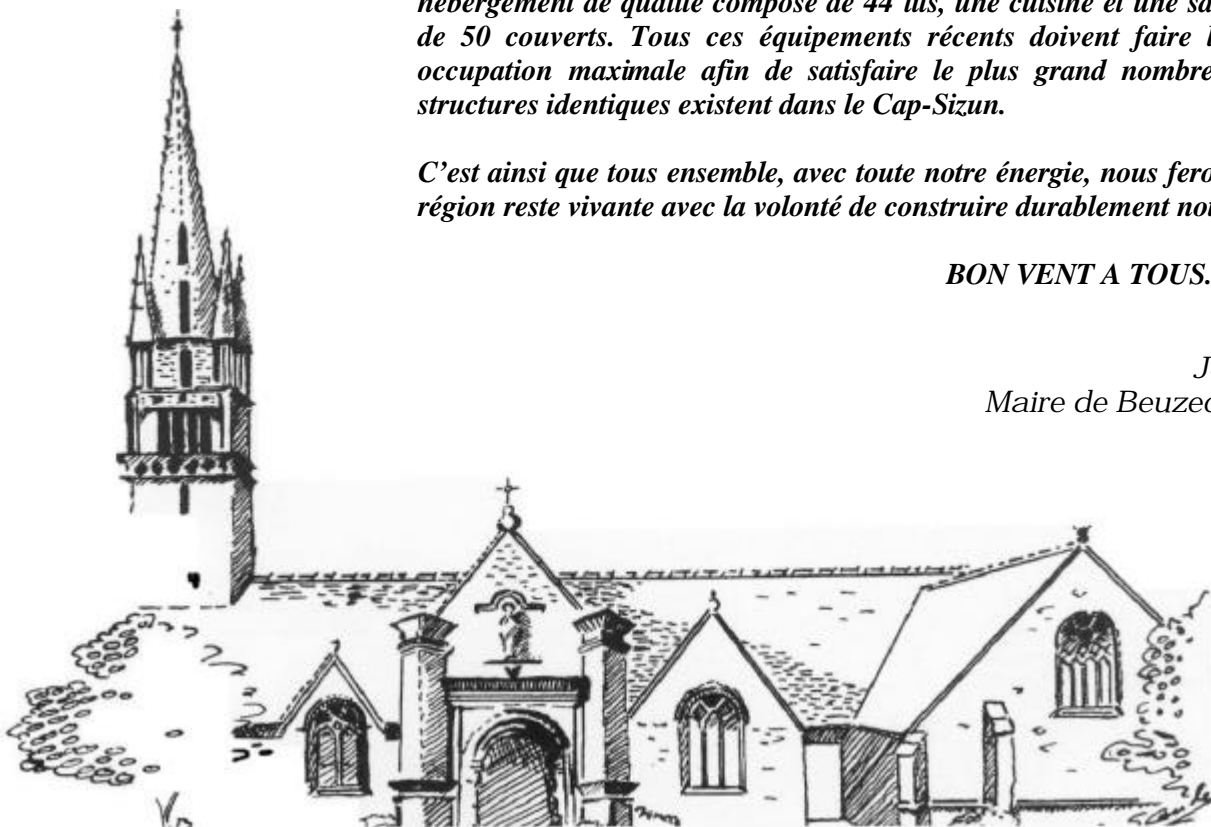 hébergement de qualité composé de 44 lits, une cuisine et une sa
de 50 couverts. Tous ces équipements récents doivent faire l
occupation maximale afin de satisfaire le plus grand nombre
structures identiques existent dans le Cap-Sizun.
C’est ainsi que tous ensemble, avec toute notre énergie, nous fero
région reste vivante avec la volonté de construire durablement no
BON VENT A TOUS.
J
Maire de Beuzec